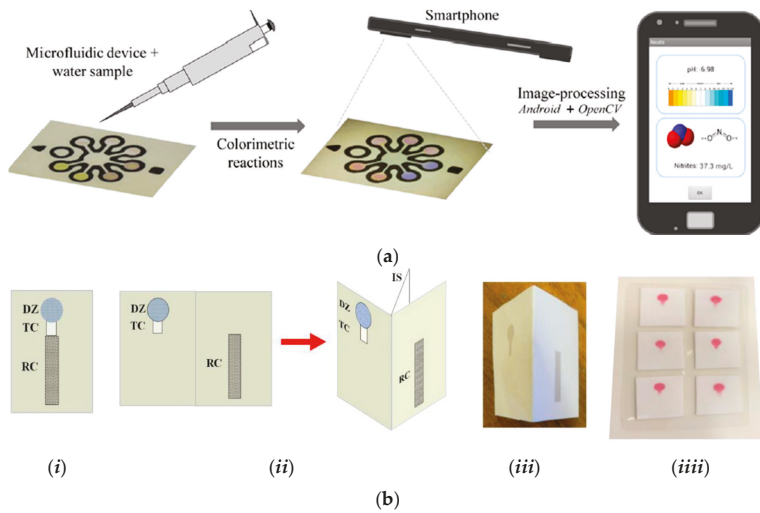 Microfluidic device +
water sample
Smartphone
Colorimetric
reactions
Image-processing
Android + OpenCV
pH: 6.98
Nitrites: 37.3 mg/L
OK
(a)
DZ
TC
RC
DZ
TC
RC
IS
DZ
TC
RC
(i)
(ii)
(iii)
(iiii)
(b)